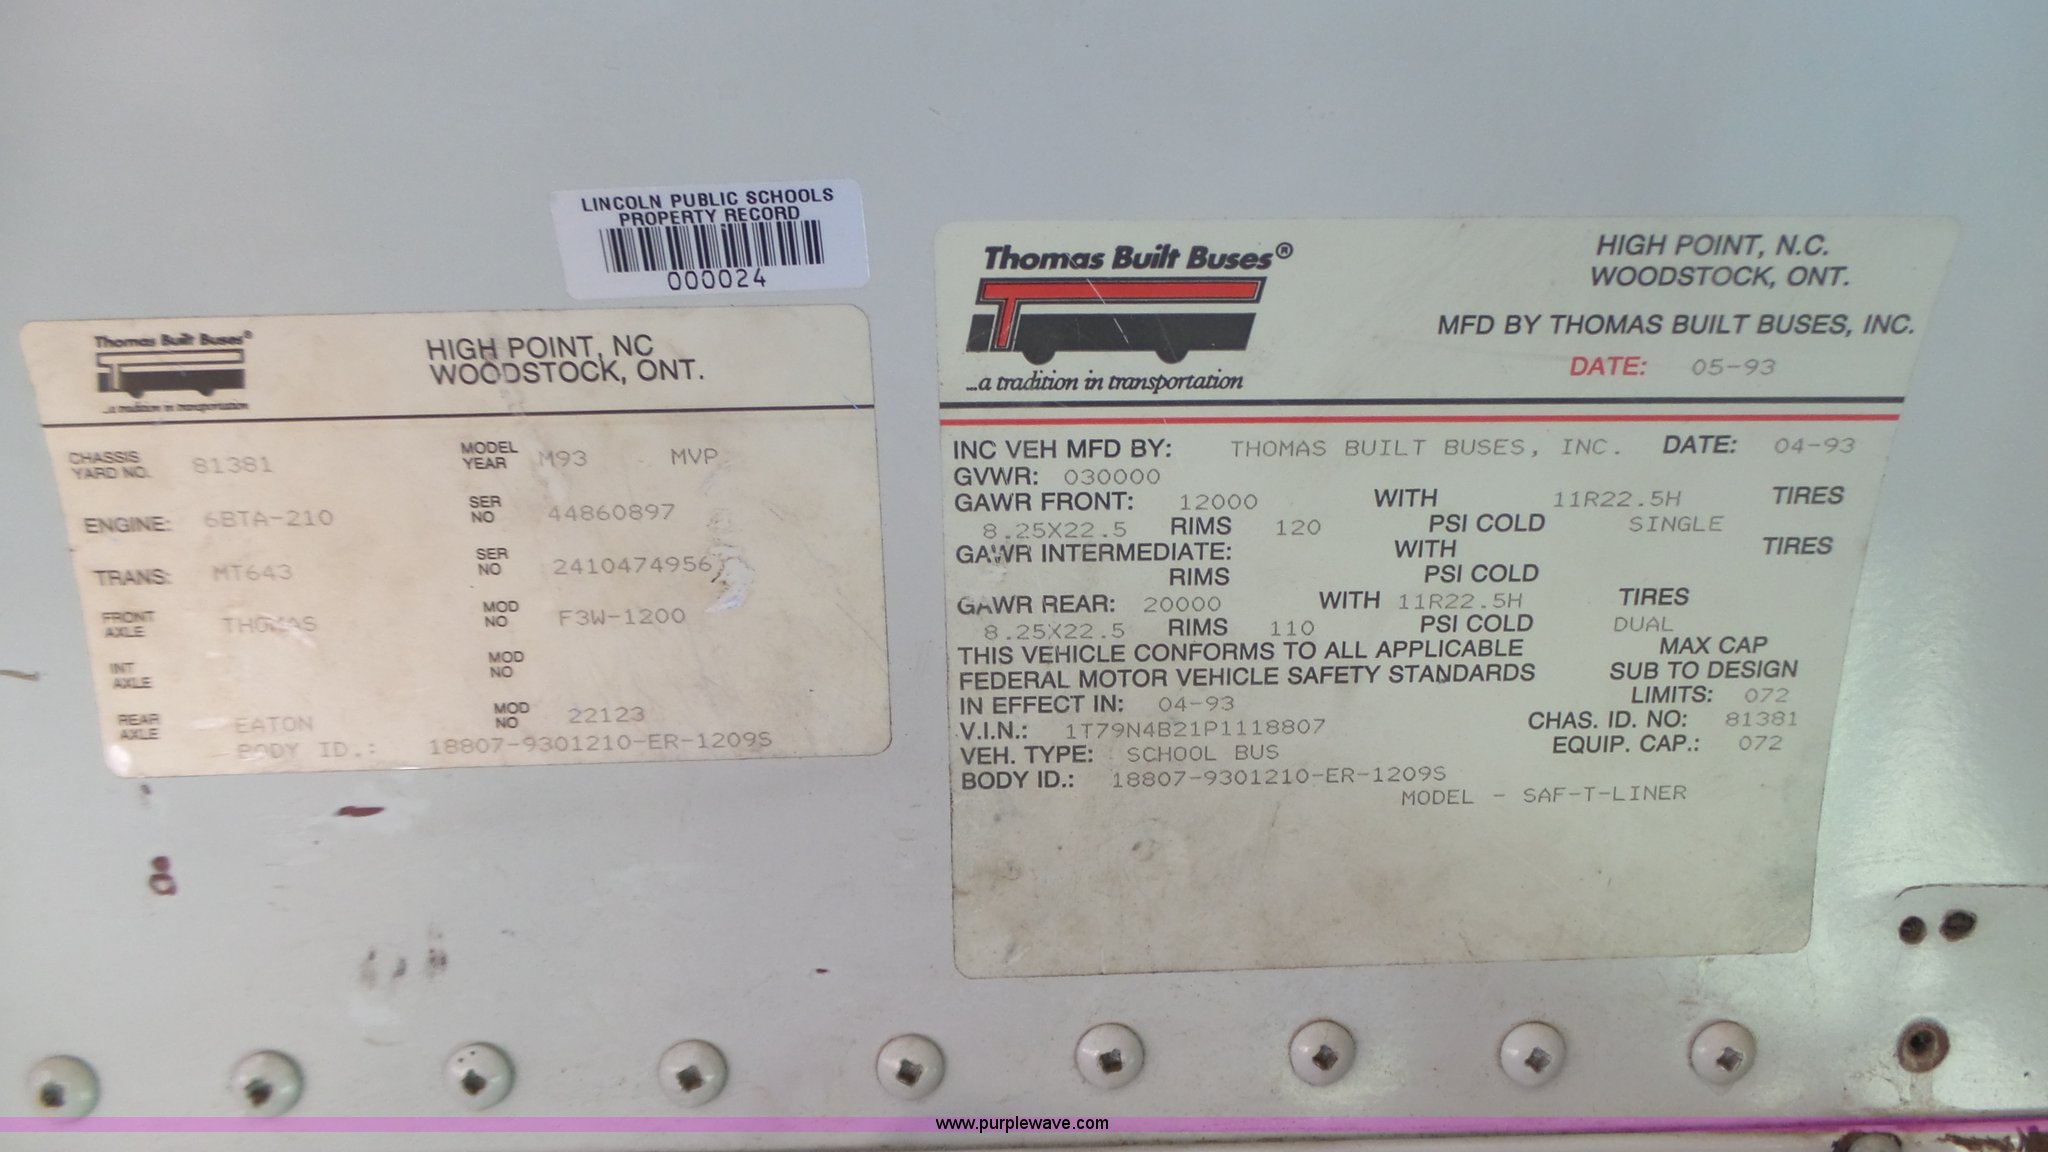 LINCOLN PUBLIC SCHOOLS
PROPERTY RECORD
000024
Thomas Built Buses®
...a tradition in transportation
HIGH POINT, NC
WOODSTOCK, ONT.
CHASSIS YARD NO. 81381 MODEL YEAR M93 MVP
ENGINE: 6BTA-210 SER NO 44860897
TRANS: MT643 SER NO 2410474956
FRONT AXLE THOMAS MOD NO F3W-1200
INT AXLE MOD NO
REAR AXLE EATON MOD NO 22123
BODY ID.: 18807-9301210-ER-1209S
Thomas Built Buses®
...a tradition in transportation
HIGH POINT, N.C.
WOODSTOCK, ONT.
MFD BY THOMAS BUILT BUSES, INC.
DATE: 05-93
INC VEH MFD BY: THOMAS BUILT BUSES, INC. DATE: 04-93
GVWR: 030000
GAWR FRONT: 12000 WITH 11R22.5H TIRES
8.25X22.5 RIMS 120 PSI COLD SINGLE
GAWR INTERMEDIATE: WITH TIRES
RIMS PSI COLD
GAWR REAR: 20000 WITH 11R22.5H TIRES
8.25X22.5 RIMS 110 PSI COLD DUAL
THIS VEHICLE CONFORMS TO ALL APPLICABLE MAX CAP
FEDERAL MOTOR VEHICLE SAFETY STANDARDS SUB TO DESIGN
IN EFFECT IN: 04-93 LIMITS: 072
V.I.N.: 1T79N4B21P1118807 CHAS. ID. NO: 81381
VEH. TYPE: SCHOOL BUS EQUIP. CAP.: 072
BODY ID.: 18807-9301210-ER-1209S
MODEL - SAF-T-LINER
www.purplewave.com